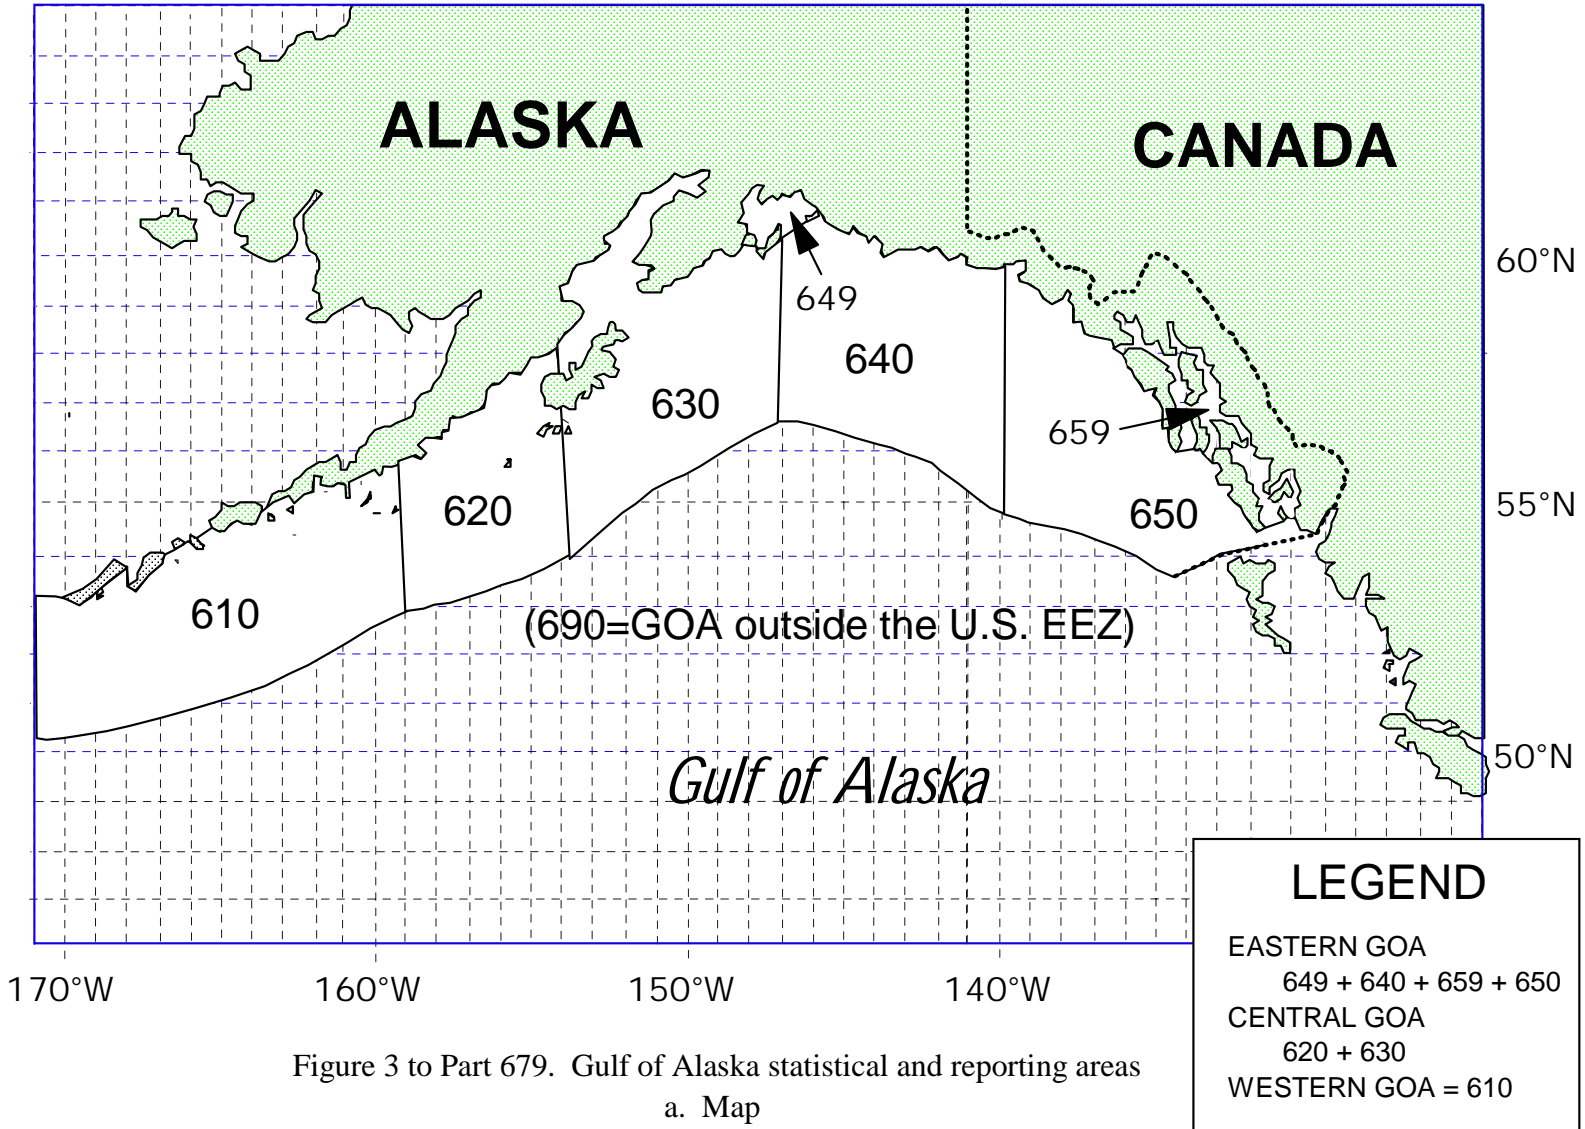 ALASKA
CANADA
60°N
649
640
630
659
55°N
620
650
610
(690=GOA outside the U.S. EEZ)
50°N
Gulf of Alaska
LEGEND
EASTERN GOA
649 + 640 + 659 + 650
CENTRAL GOA
620 + 630
WESTERN GOA = 610
170°W
160°W
150°W
140°W
Figure 3 to Part 679. Gulf of Alaska statistical and reporting areas
a. Map